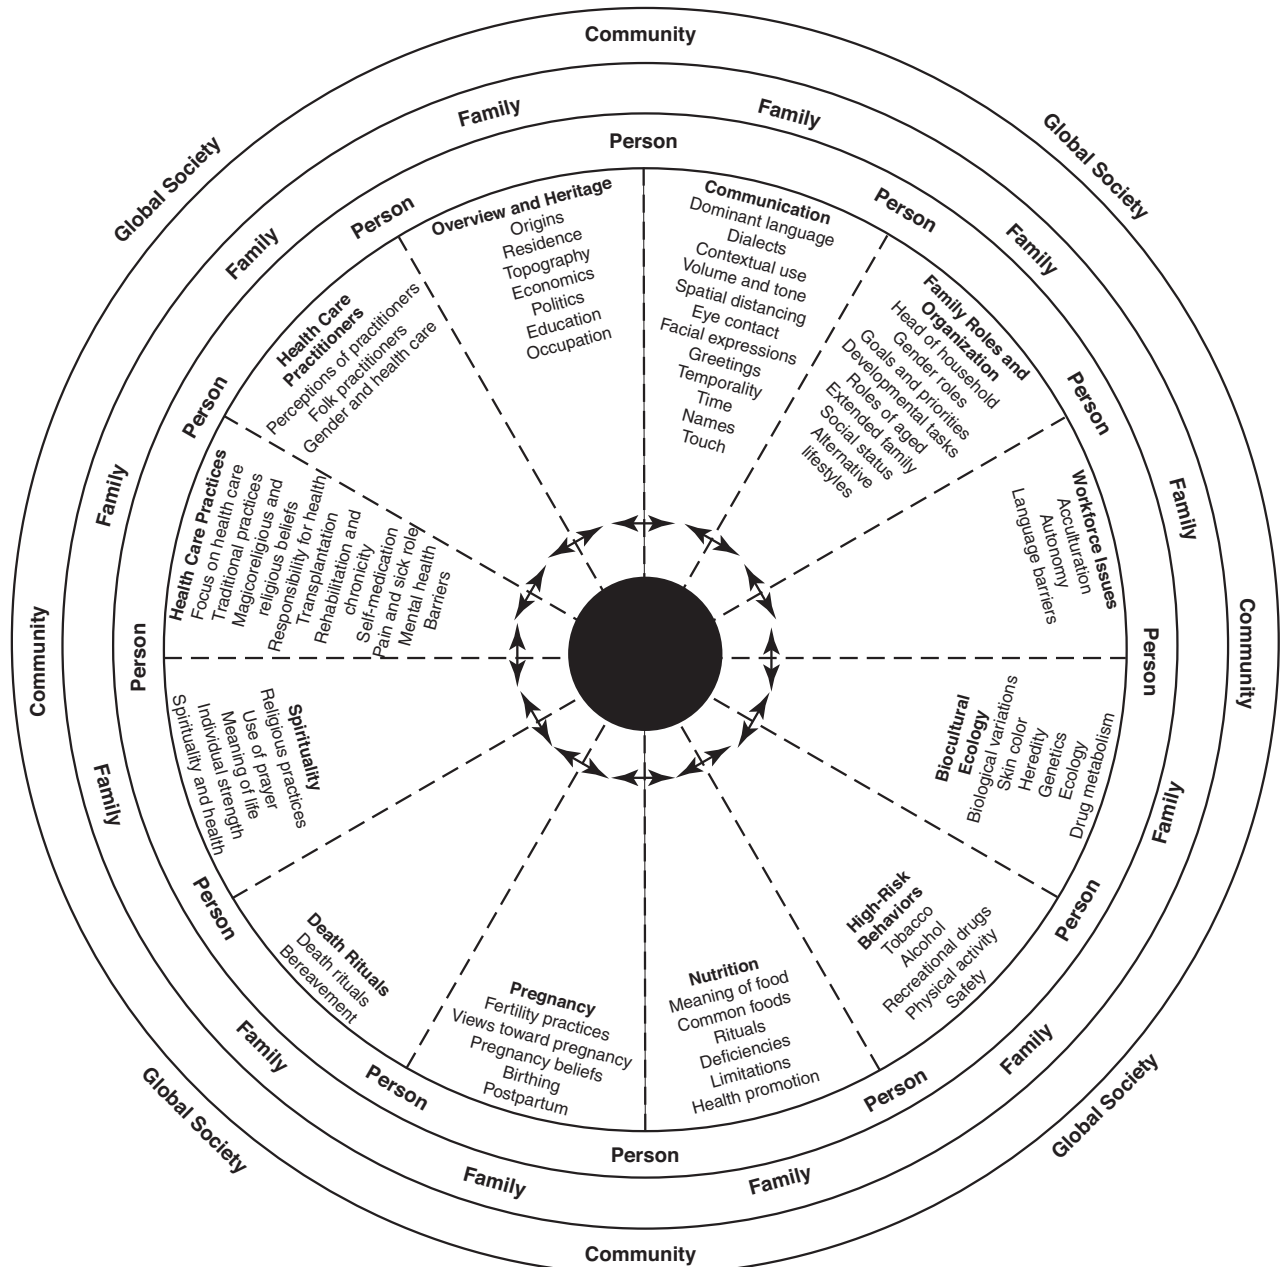 Community
Global Society
Global Society
Family
Family
Person
Person
Person
Family
Family
Overview and Heritage
Origins
Residence
Topography
Economics
Politics
Education
Occupation
Communication
Dominant language
Dialects
Contextual use
Volume and tone
Spatial distancing
Eye contact
Facial expressions
Greetings
Temporality
Time
Names
Touch
Family Roles and
Organization
Head of household
Gender roles
Goals and priorities
Developmental tasks
Roles of aged
Extended family
Social status
Alternative
lifestyles
Person
Family
Workforce Issues
Acculturation
Autonomy
Language barriers
Person
Community
Biocultural
Ecology
Biological variations
Skin color
Heredity
Genetics
Ecology
Drug metabolism
Family
Person
High-Risk
Behaviors
Tobacco
Alcohol
Recreational drugs
Physical activity
Safety
Family
Person
Global Society
Nutrition
Meaning of food
Common foods
Rituals
Deficiencies
Limitations
Health promotion
Family
Person
Community
Pregnancy
Fertility practices
Views toward pregnancy
Pregnancy beliefs
Birthing
Postpartum
Family
Person
Death Rituals
Death rituals
Bereavement
Family
Global Society
Person
Spirituality
Religious practices
Use of prayer
Meaning of life
Individual strength
Spirituality and health
Family
Person
Community
Health Care Practices
Focus on health care
Traditional practices
Magicoreligious and
religious beliefs
Responsibility for health
Transplantation
Rehabilitation and
chronicity
Self-medication
Pain and sick role
Mental health
Barriers
Family
Person
Health Care
Practitioners
Perceptions of practitioners
Folk practitioners
Gender and health care